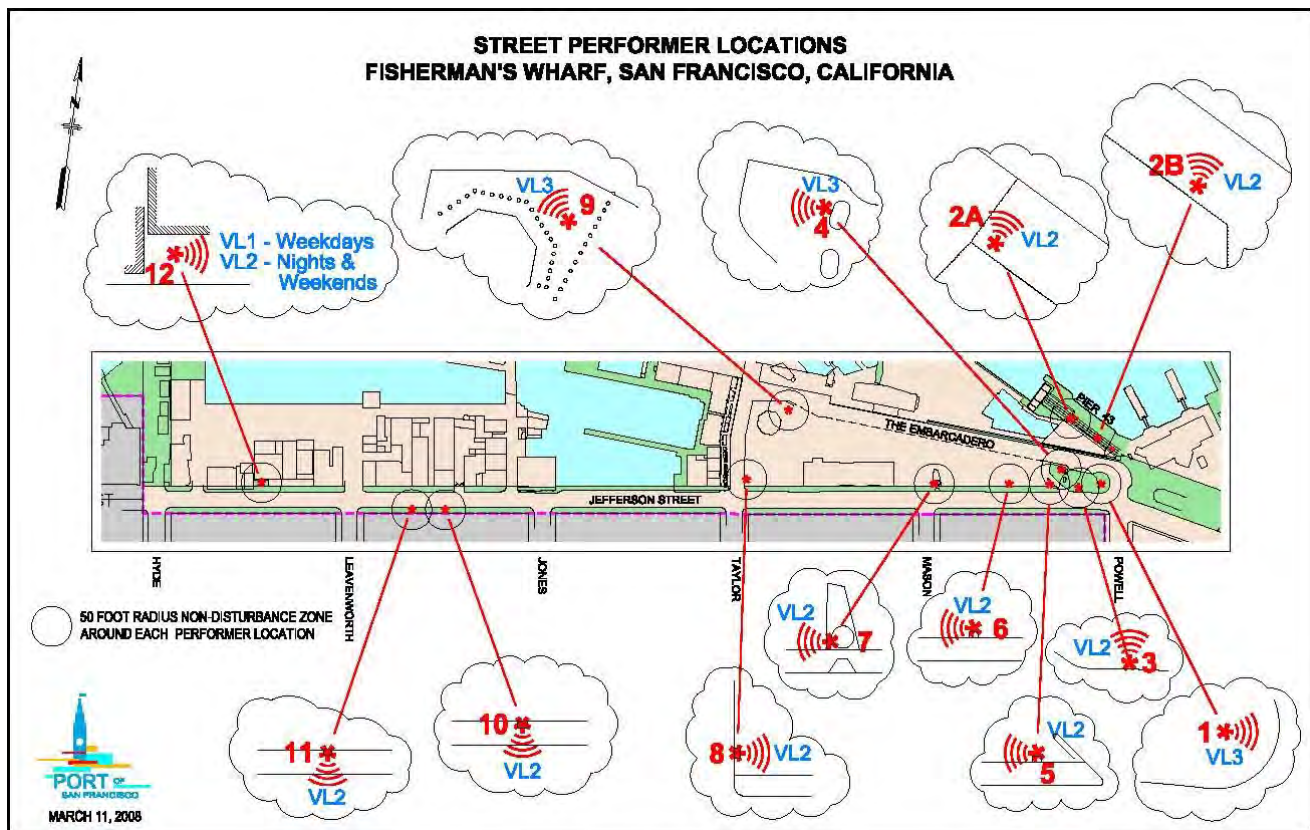 STREET PERFORMER LOCATIONS
FISHERMAN'S WHARF, SAN FRANCISCO, CALIFORNIA
N
VL1 - Weekdays
VL2 - Nights &
Weekends
12
VL3
9
VL3
4
2A
VL2
2B
VL2
PIER 43
THE EMBARCADERO
JEFFERSON STREET
HYDE
LEAVENWORTH
JONES
TAYLOR
MASON
POWELL
50 FOOT RADIUS NON-DISTURBANCE ZONE
AROUND EACH PERFORMER LOCATION
VL2
7
VL2
6
VL2
3
11
VL2
10
VL2
8
VL2
VL2
5
1
VL3
PORT OF
SAN FRANCISCO
MARCH 11, 2008